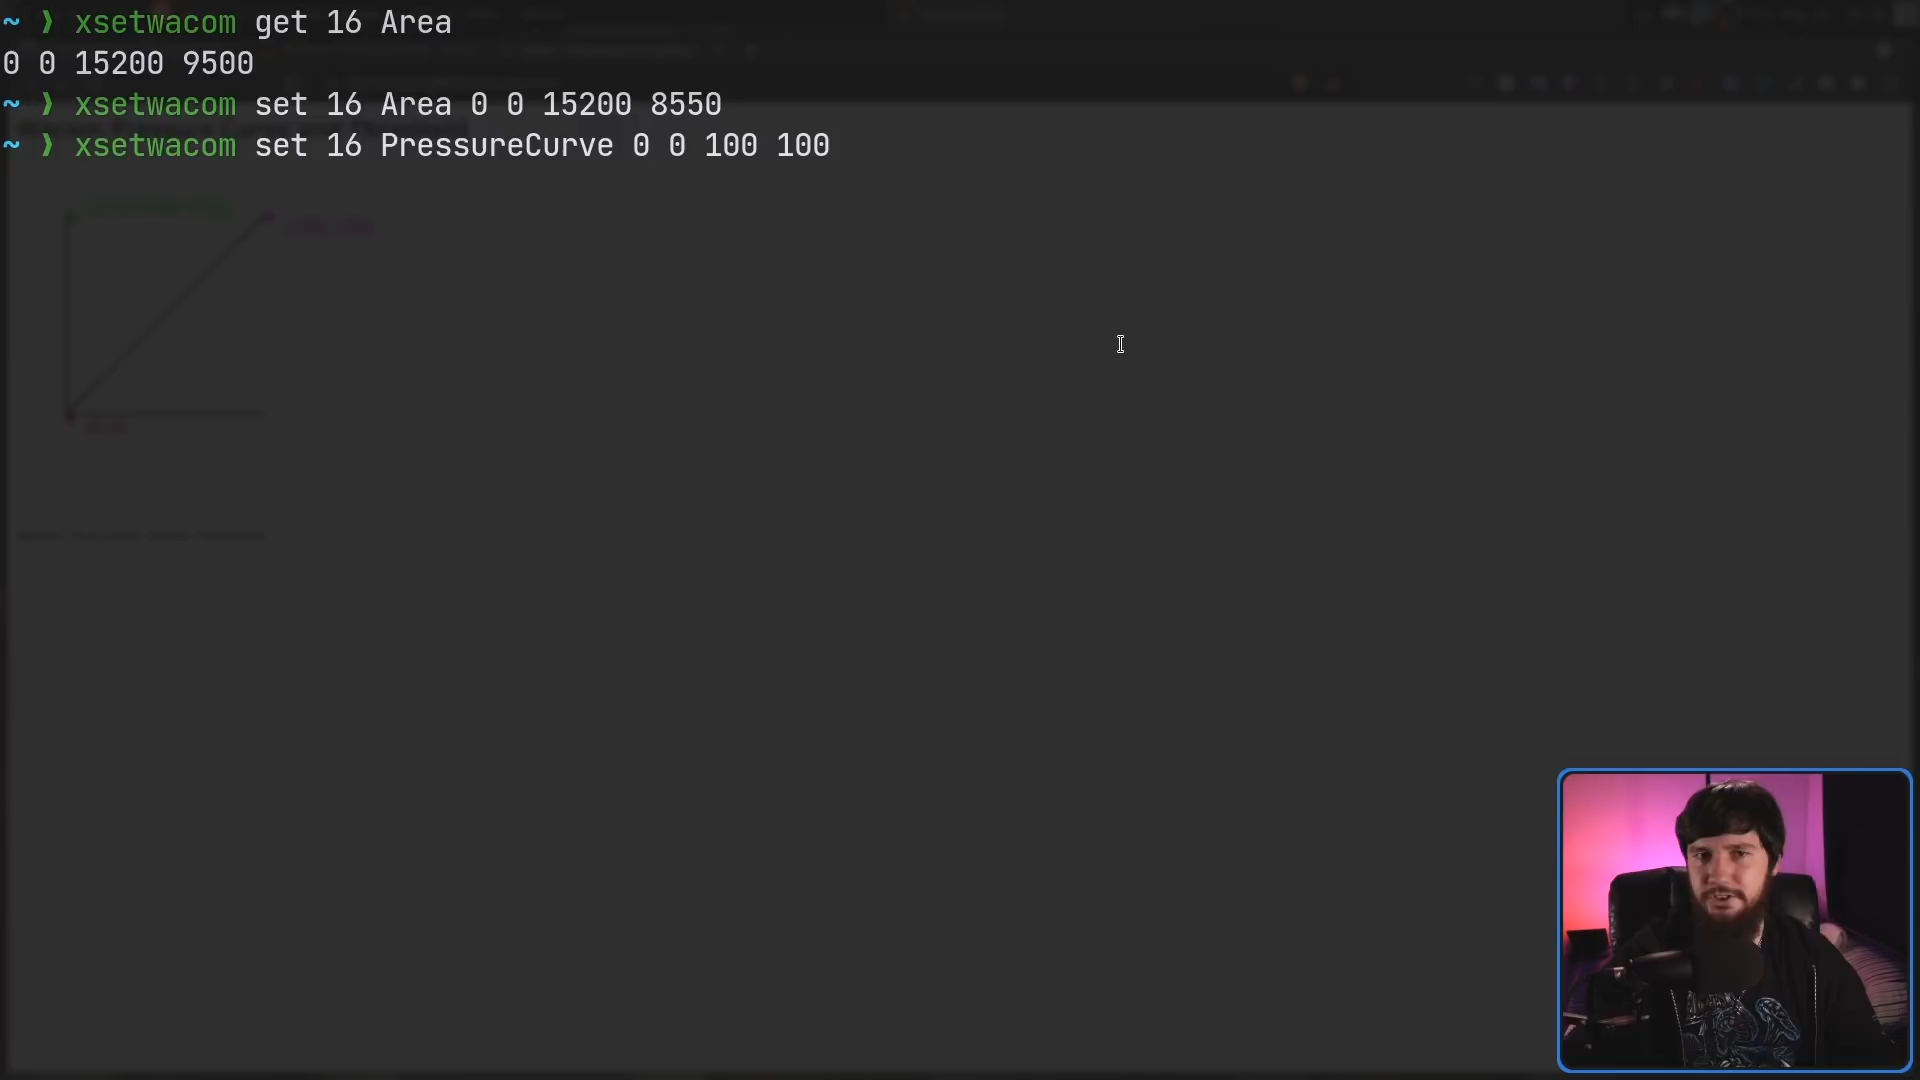 ~ ❯ xsetwacom get 16 Area
0 0 15200 9500
~ ❯ xsetwacom set 16 Area 0 0 15200 8550
~ ❯ xsetwacom set 16 PressureCurve 0 0 100 100